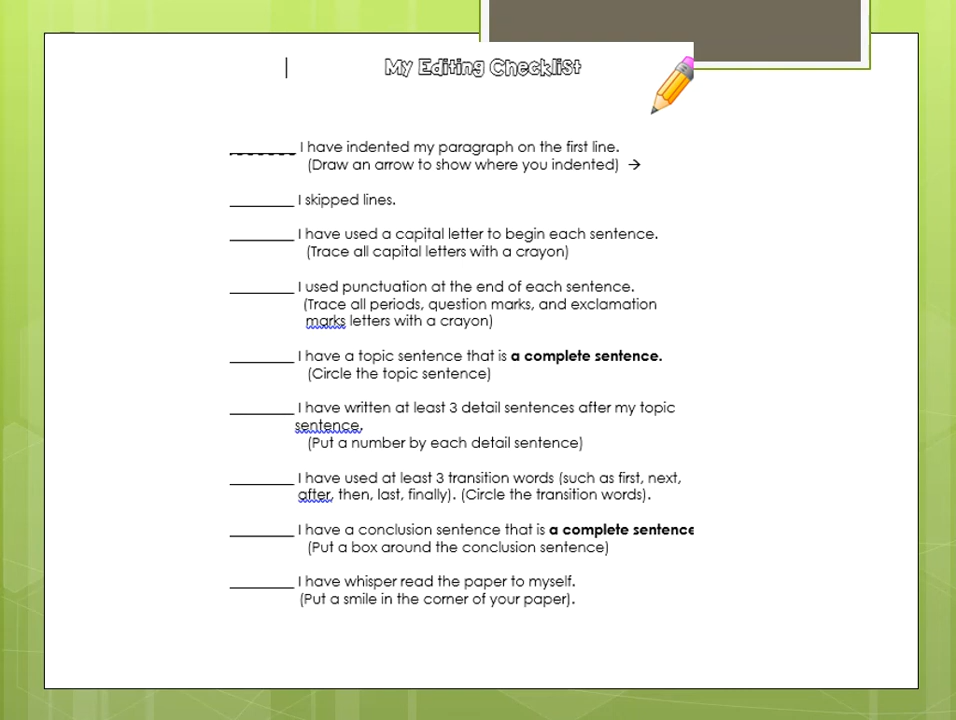 My Editing Checklist
________ I have indented my paragraph on the first line.
(Draw an arrow to show where you indented) →
________ I skipped lines.
________ I have used a capital letter to begin each sentence.
(Trace all capital letters with a crayon)
________ I used punctuation at the end of each sentence.
(Trace all periods, question marks, and exclamation
marks letters with a crayon)
________ I have a topic sentence that is a complete sentence.
(Circle the topic sentence)
________ I have written at least 3 detail sentences after my topic
sentence.
(Put a number by each detail sentence)
________ I have used at least 3 transition words (such as first, next,
after, then, last, finally). (Circle the transition words).
________ I have a conclusion sentence that is a complete sentence
(Put a box around the conclusion sentence)
________ I have whisper read the paper to myself.
(Put a smile in the corner of your paper).